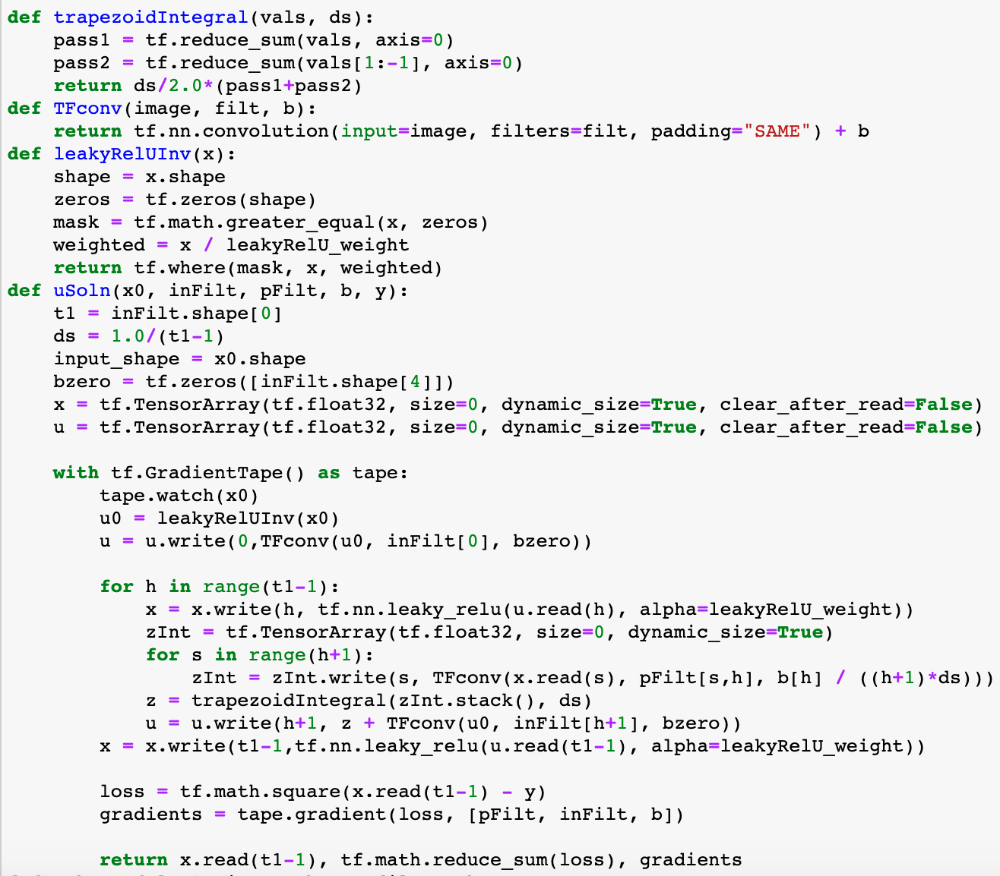 def trapezoidIntegral(vals, ds):
    pass1 = tf.reduce_sum(vals, axis=0)
    pass2 = tf.reduce_sum(vals[1:-1], axis=0)
    return ds/2.0*(pass1+pass2)
def TFconv(image, filt, b):
    return tf.nn.convolution(input=image, filters=filt, padding="SAME") + b
def leakyRelUInv(x):
    shape = x.shape
    zeros = tf.zeros(shape)
    mask = tf.math.greater_equal(x, zeros)
    weighted = x / leakyRelU_weight
    return tf.where(mask, x, weighted)
def uSoln(x0, inFilt, pFilt, b, y):
    t1 = inFilt.shape[0]
    ds = 1.0/(t1-1)
    input_shape = x0.shape
    bzero = tf.zeros([inFilt.shape[4]])
    x = tf.TensorArray(tf.float32, size=0, dynamic_size=True, clear_after_read=False)
    u = tf.TensorArray(tf.float32, size=0, dynamic_size=True, clear_after_read=False)
    with tf.GradientTape() as tape:
        tape.watch(x0)
        u0 = leakyRelUInv(x0)
        u = u.write(0,TFconv(u0, inFilt[0], bzero))
        for h in range(t1-1):
            x = x.write(h, tf.nn.leaky_relu(u.read(h), alpha=leakyRelU_weight))
            zInt = tf.TensorArray(tf.float32, size=0, dynamic_size=True)
            for s in range(h+1):
                zInt = zInt.write(s, TFconv(x.read(s), pFilt[s,h], b[h] / ((h+1)*ds)))
            z = trapezoidIntegral(zInt.stack(), ds)
            u = u.write(h+1, z + TFconv(u0, inFilt[h+1], bzero))
        x = x.write(t1-1,tf.nn.leaky_relu(u.read(t1-1), alpha=leakyRelU_weight))
        loss = tf.math.square(x.read(t1-1) - y)
        gradients = tape.gradient(loss, [pFilt, inFilt, b])
        return x.read(t1-1), tf.math.reduce_sum(loss), gradients